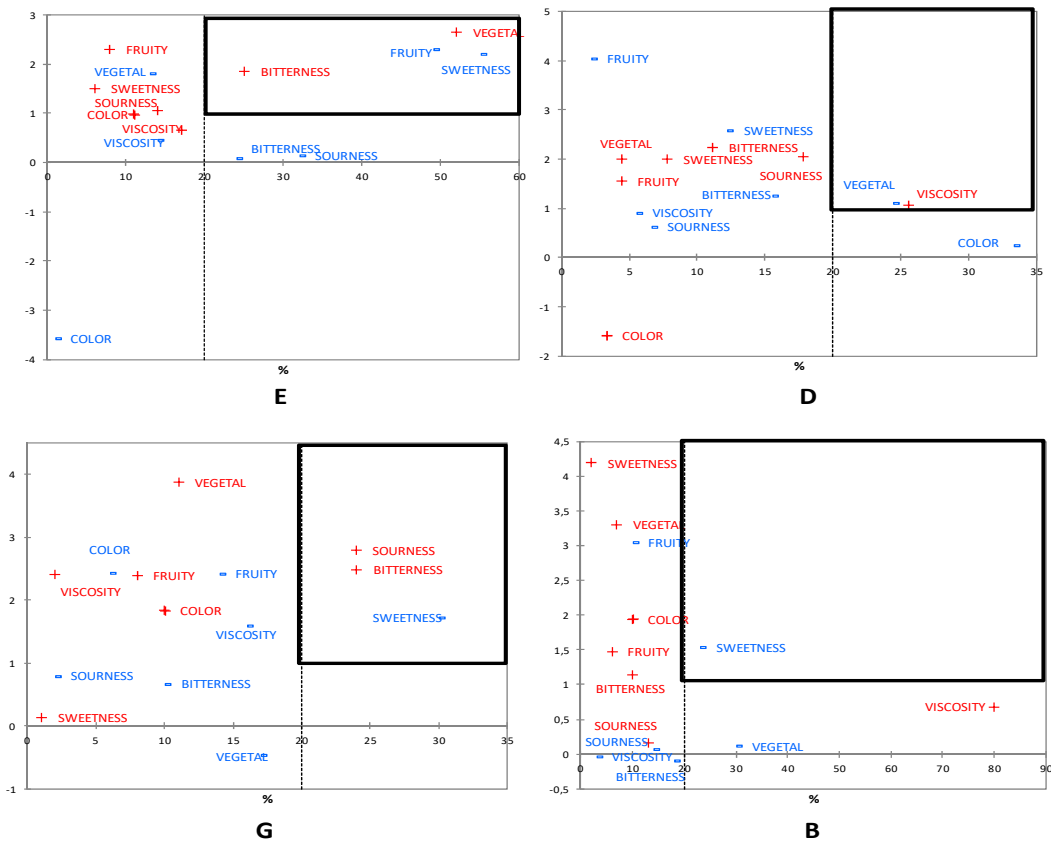 3
FRUITY
VEGETAL
FRUITY
2
VEGETAL
BITTERNESS
SWEETNESS
SWEETNESS
SOURNESS
1
COLOR
VISCOSITY
VISCOSITY
BITTERNESS
SOURNESS
0
0 10 20 30 40 50 60
-1
-2
-3
COLOR
-4
%
E
5
4
FRUITY
3
SWEETNESS
VEGETAL
BITTERNESS
2
SWEETNESS
SOURNESS
FRUITY
VEGETAL
BITTERNESS
VISCOSITY
1
VISCOSITY
SOURNESS
COLOR
0
0 5 10 15 20 25 30 35
-1
COLOR
-2
%
D
4
VEGETAL
3
COLOR
SOURNESS
FRUITY
FRUITY
BITTERNESS
VISCOSITY
2
COLOR
SWEETNESS
VISCOSITY
1
SOURNESS
BITTERNESS
SWEETNESS
0
0 5 10 15 20 25 30 35
VEGETAL
-1
%
G
4,5
SWEETNESS
4
3,5
VEGETAL
3
FRUITY
2,5
2
COLOR
1,5
FRUITY
SWEETNESS
1
BITTERNESS
VISCOSITY
0,5
SOURNESS
SOURNESS
VEGETAL
0
VISCOSITY
0 10 20 30 40 50 60 70 80 90
BITTERNESS
-0,5
%
B